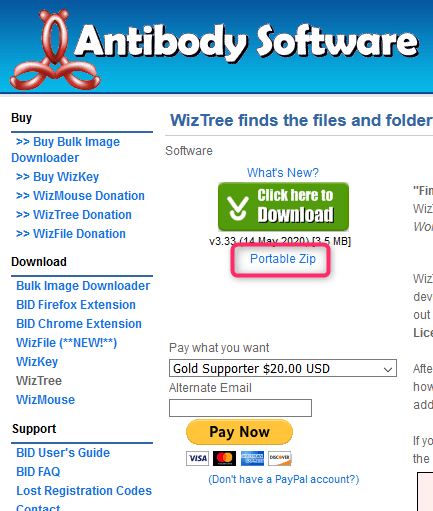 Antibody Software
Buy
>> Buy Bulk Image
Downloader
>> Buy WizKey
>> WizMouse Donation
>> WizTree Donation
>> WizFile Donation
Download
Bulk Image Downloader
BID Firefox Extension
BID Chrome Extension
WizFile (**NEW!**)
WizKey
WizTree
WizMouse
Support
BID User's Guide
BID FAQ
Lost Registration Codes
Contact
WizTree finds the files and folder
Software
What's New?
Click here to
Download
v3.33 (14 May 2020) [3.5 MB]
Portable Zip
Pay what you want
Gold Supporter $20.00 USD
Alternate Email
Pay Now
VISA
DISCOVER
(Don't have a PayPal account?)
"Fin
Wiz
Wor
Wiz
dev
out
Lice
Afte
how
add
If yo
the